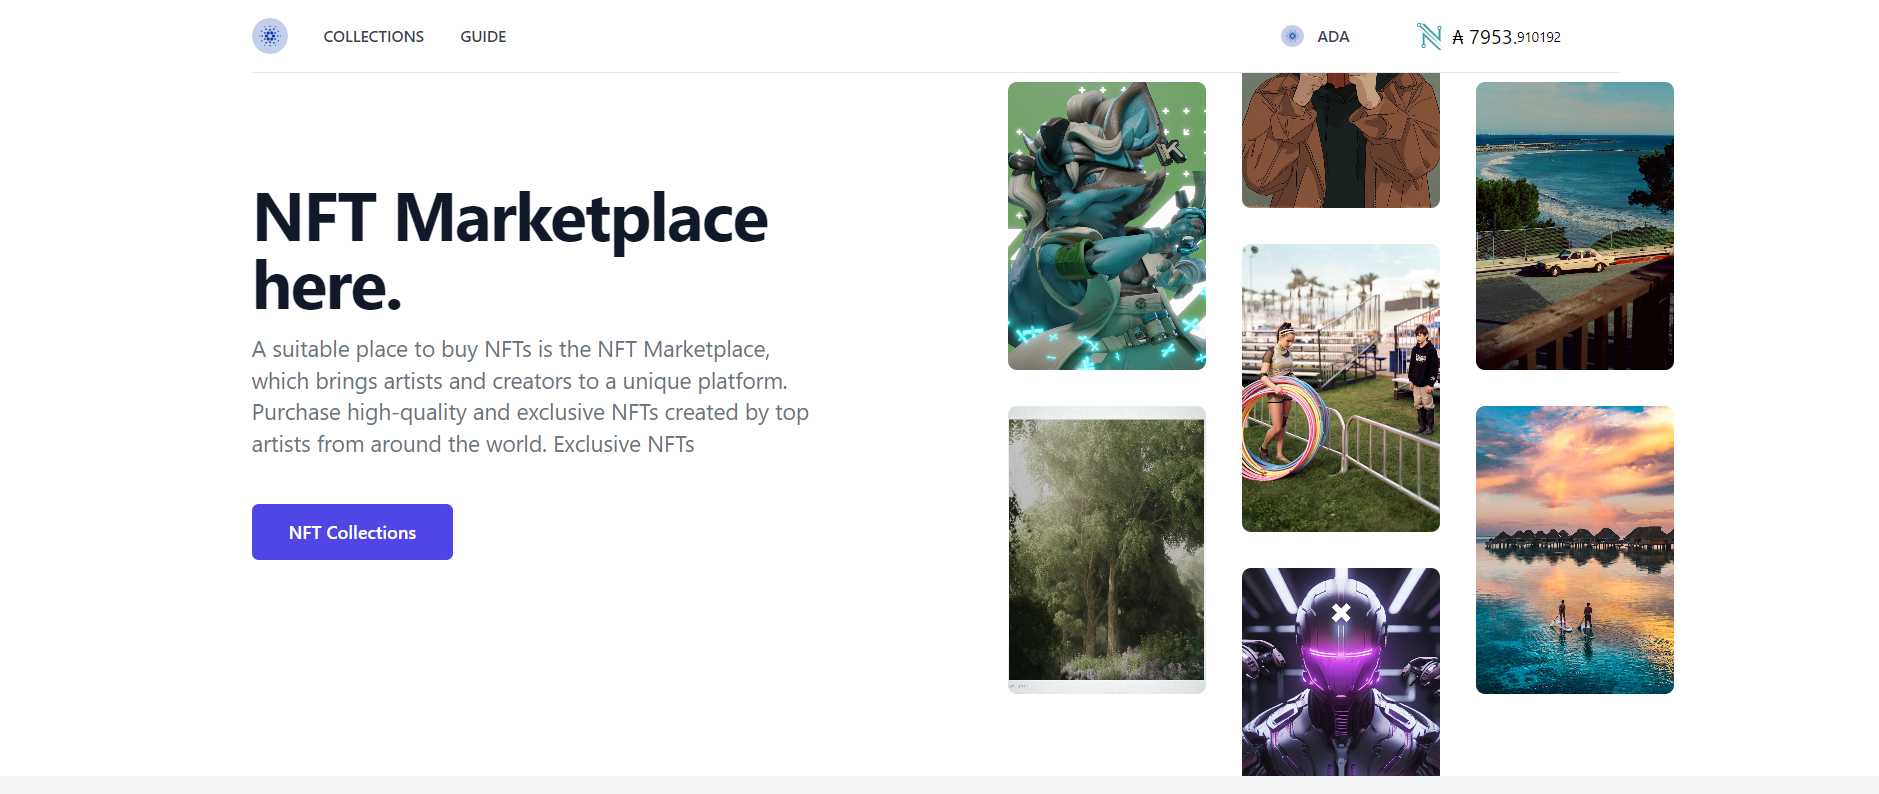 COLLECTIONS GUIDE ADA ₳ 7953.910192
NFT Marketplace
here.
A suitable place to buy NFTs is the NFT Marketplace,
which brings artists and creators to a unique platform.
Purchase high-quality and exclusive NFTs created by top
artists from around the world. Exclusive NFTs
NFT Collections